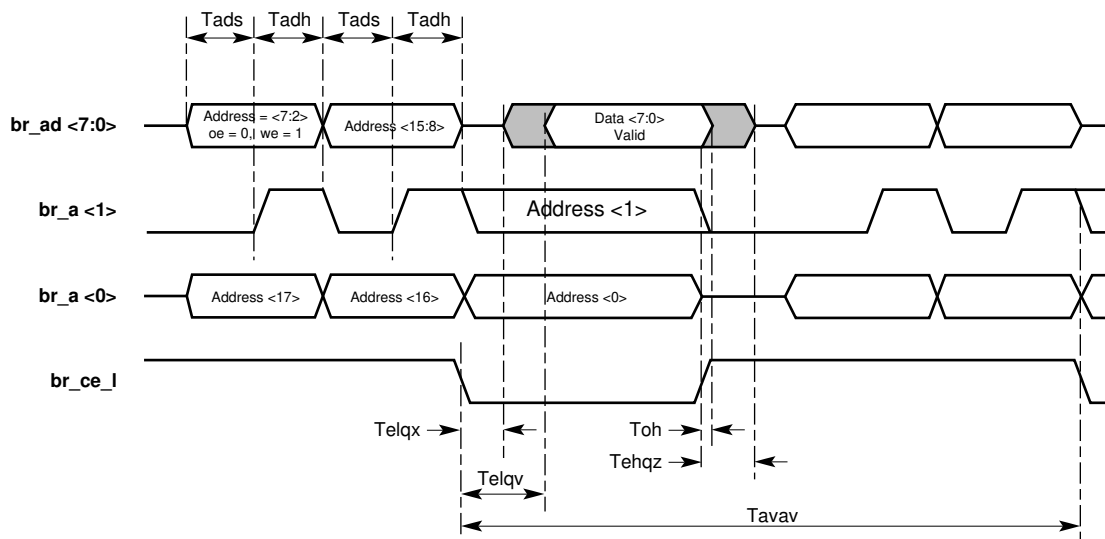 Tads Tadh Tads Tadh
br_ad <7:0>
Address = <7:2>
oe = 0,l we = 1
Address <15:8>
Data <7:0>
Valid
br_a <1>
Address <1>
br_a <0>
Address <17>
Address <16>
Address <0>
br_ce_l
Telqx
Toh
Tehqz
Telqv
Tavav